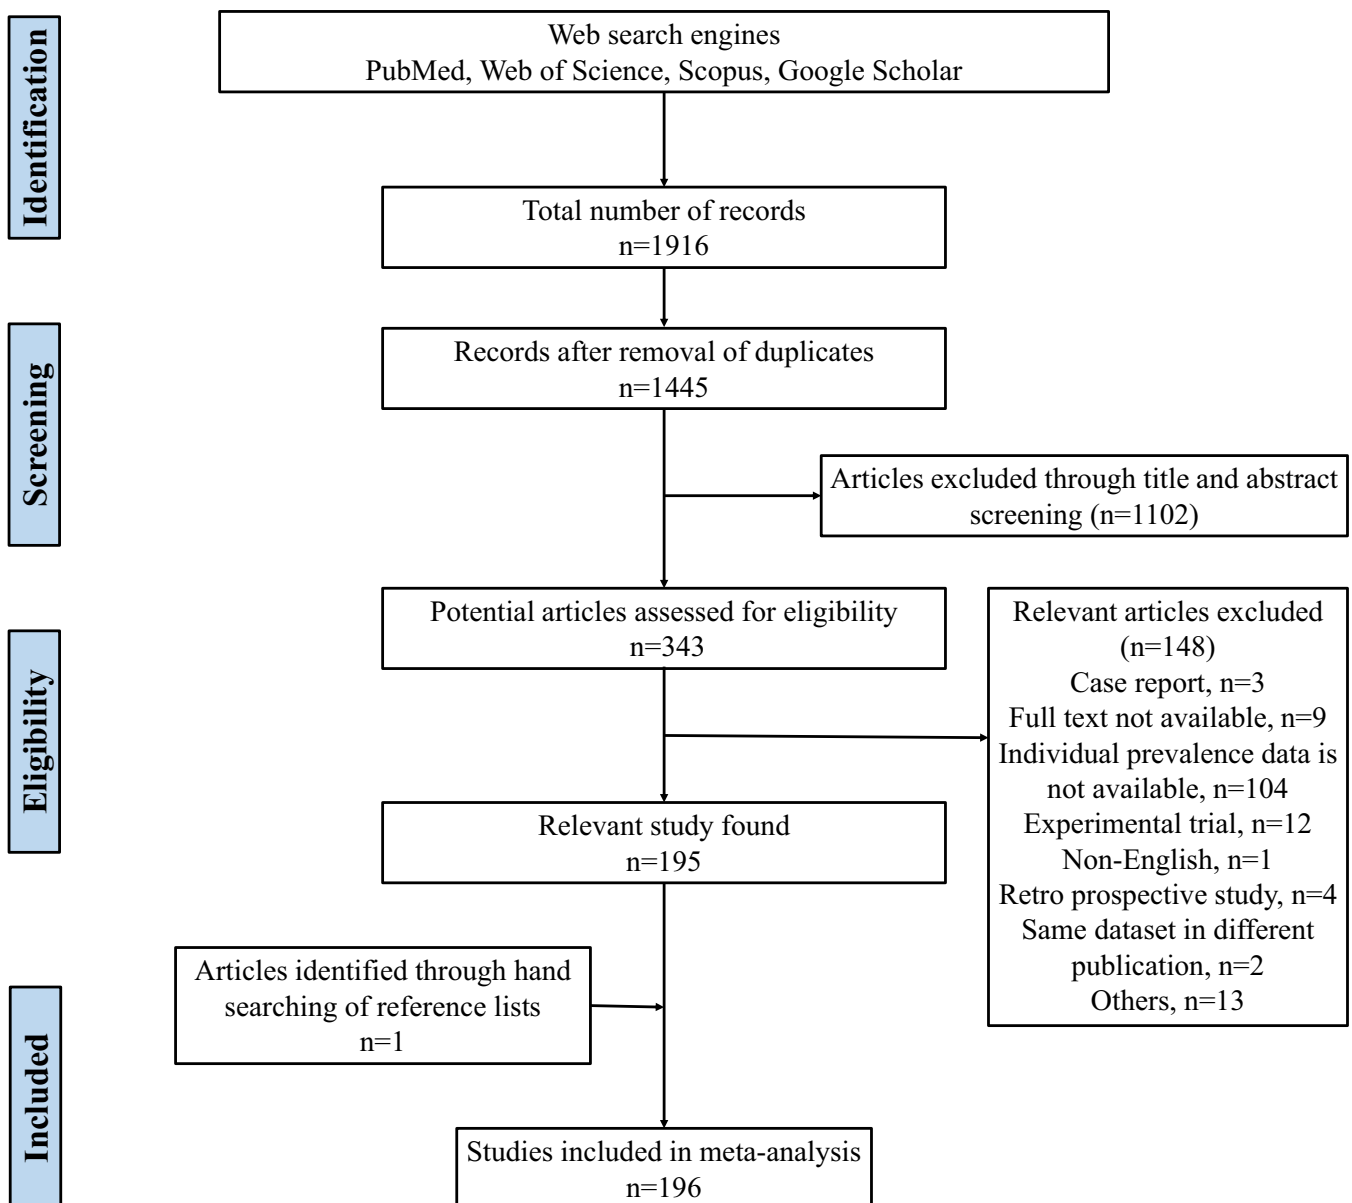 Identification
Web search engines
PubMed, Web of Science, Scopus, Google Scholar
Total number of records
n=1916
Screening
Records after removal of duplicates
n=1445
Articles excluded through title and abstract
screening (n=1102)
Eligibility
Potential articles assessed for eligibility
n=343
Relevant articles excluded
(n=148)
Case report, n=3
Full text not available, n=9
Individual prevalence data is
not available, n=104
Experimental trial, n=12
Non-English, n=1
Retro prospective study, n=4
Same dataset in different
publication, n=2
Others, n=13
Relevant study found
n=195
Articles identified through hand
searching of reference lists
n=1
Included
Studies included in meta-analysis
n=196